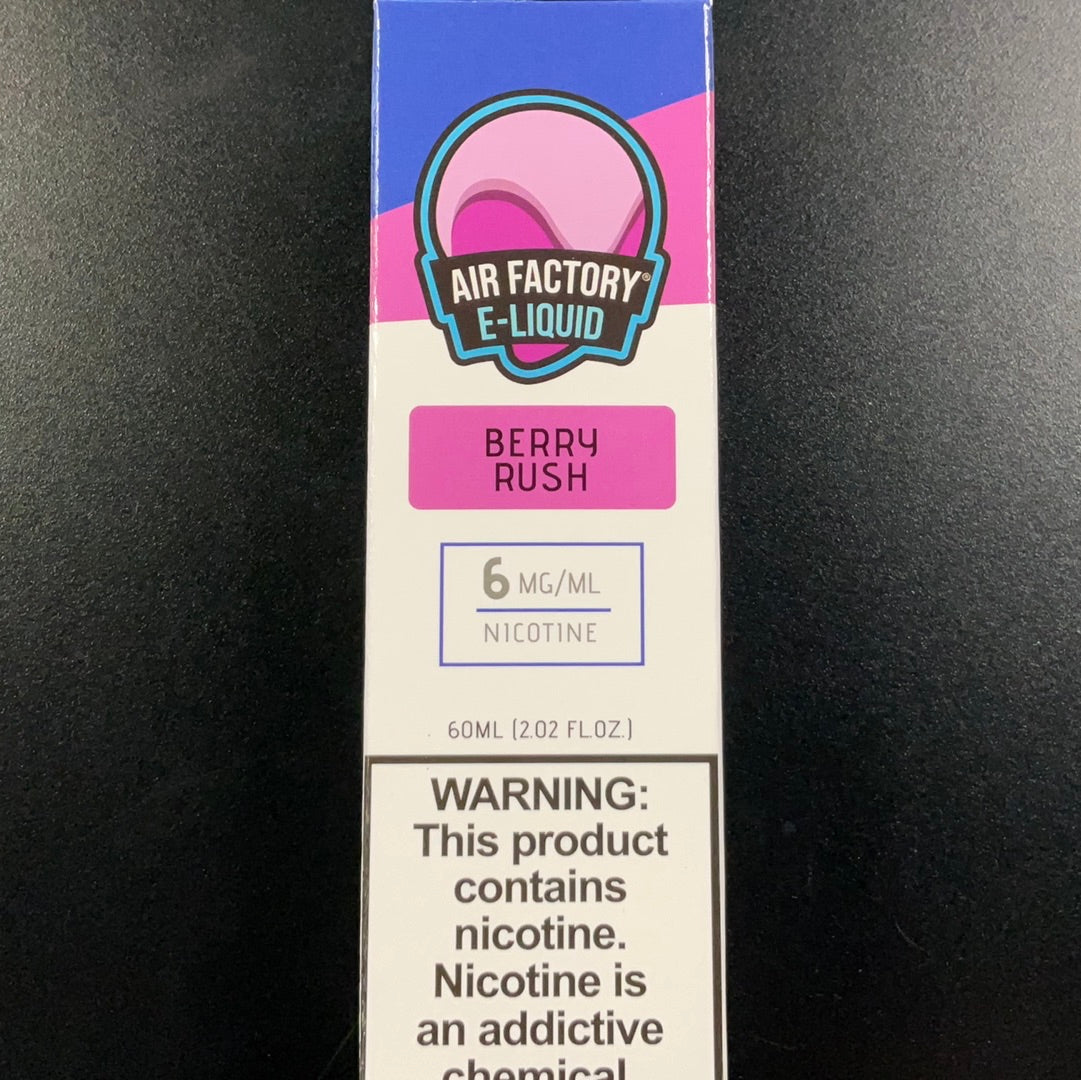 AIR FACTORY®
E-LIQUID
BERRY
RUSH
6 MG/ML
NICOTINE
60ML (2.02 FL.OZ.)
WARNING:
This product
contains
nicotine.
Nicotine is
an addictive
chemical.